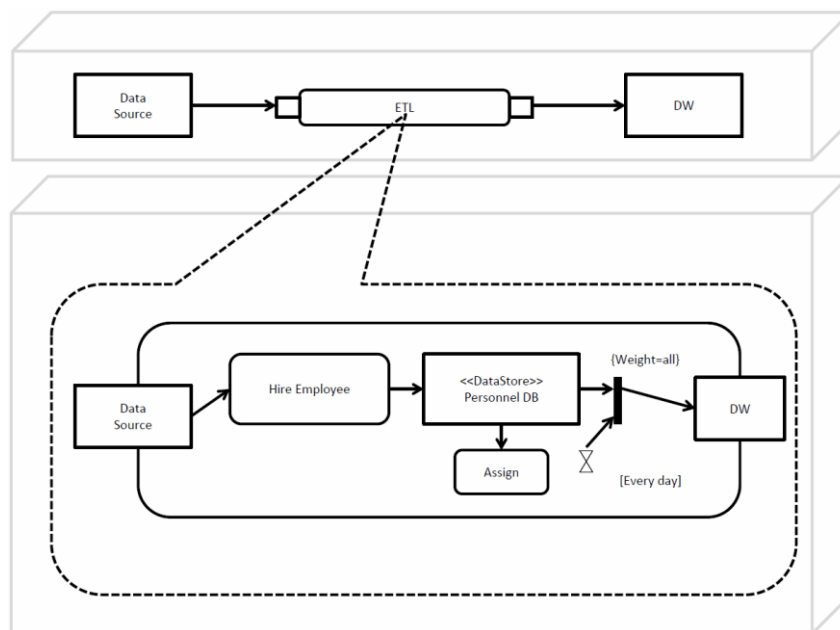 Data
Source
ETL
DW
{Weight=all}
Data
Source
Hire Employee
<<DataStore>>
Personnel DB
DW
Assign
[Every day]